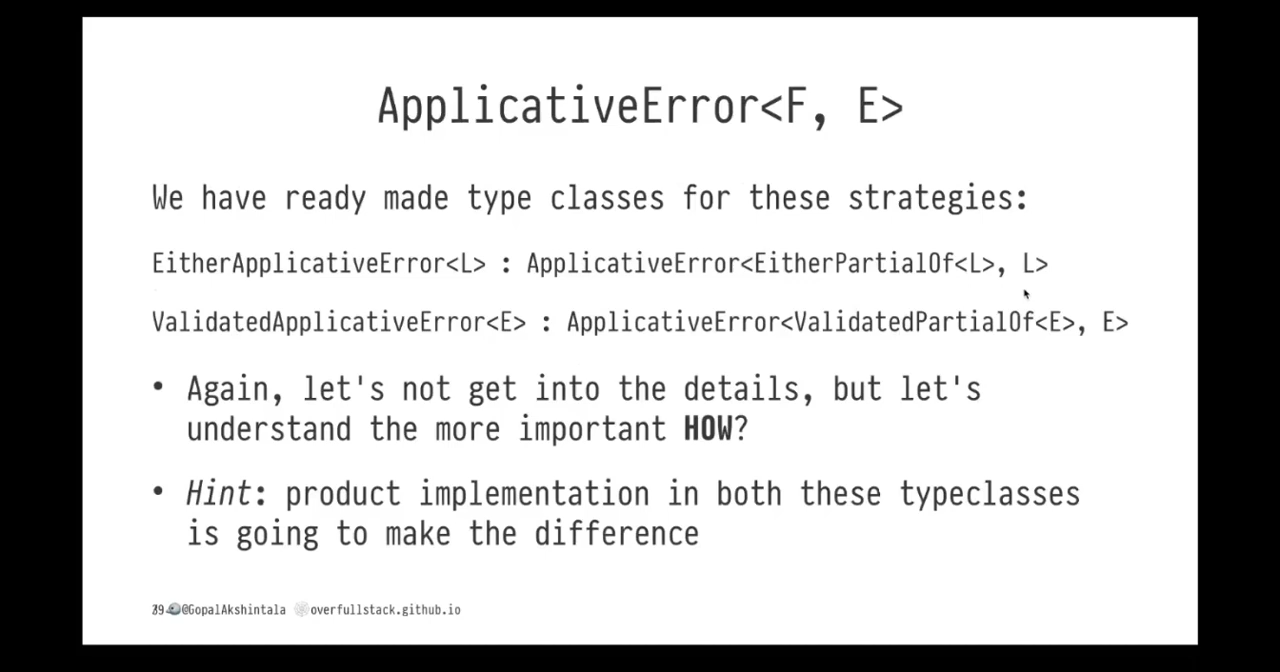 ApplicativeError<F, E>
We have ready made type classes for these strategies:
EitherApplicativeError<L> : ApplicativeError<EitherPartialOf<L>, L>
ValidatedApplicativeError<E> : ApplicativeError<ValidatedPartialOf<E>, E>
• Again, let's not get into the details, but let's
understand the more important HOW?
• Hint: product implementation in both these typeclasses
is going to make the difference
@GopalAkshintala overfullstack.github.io